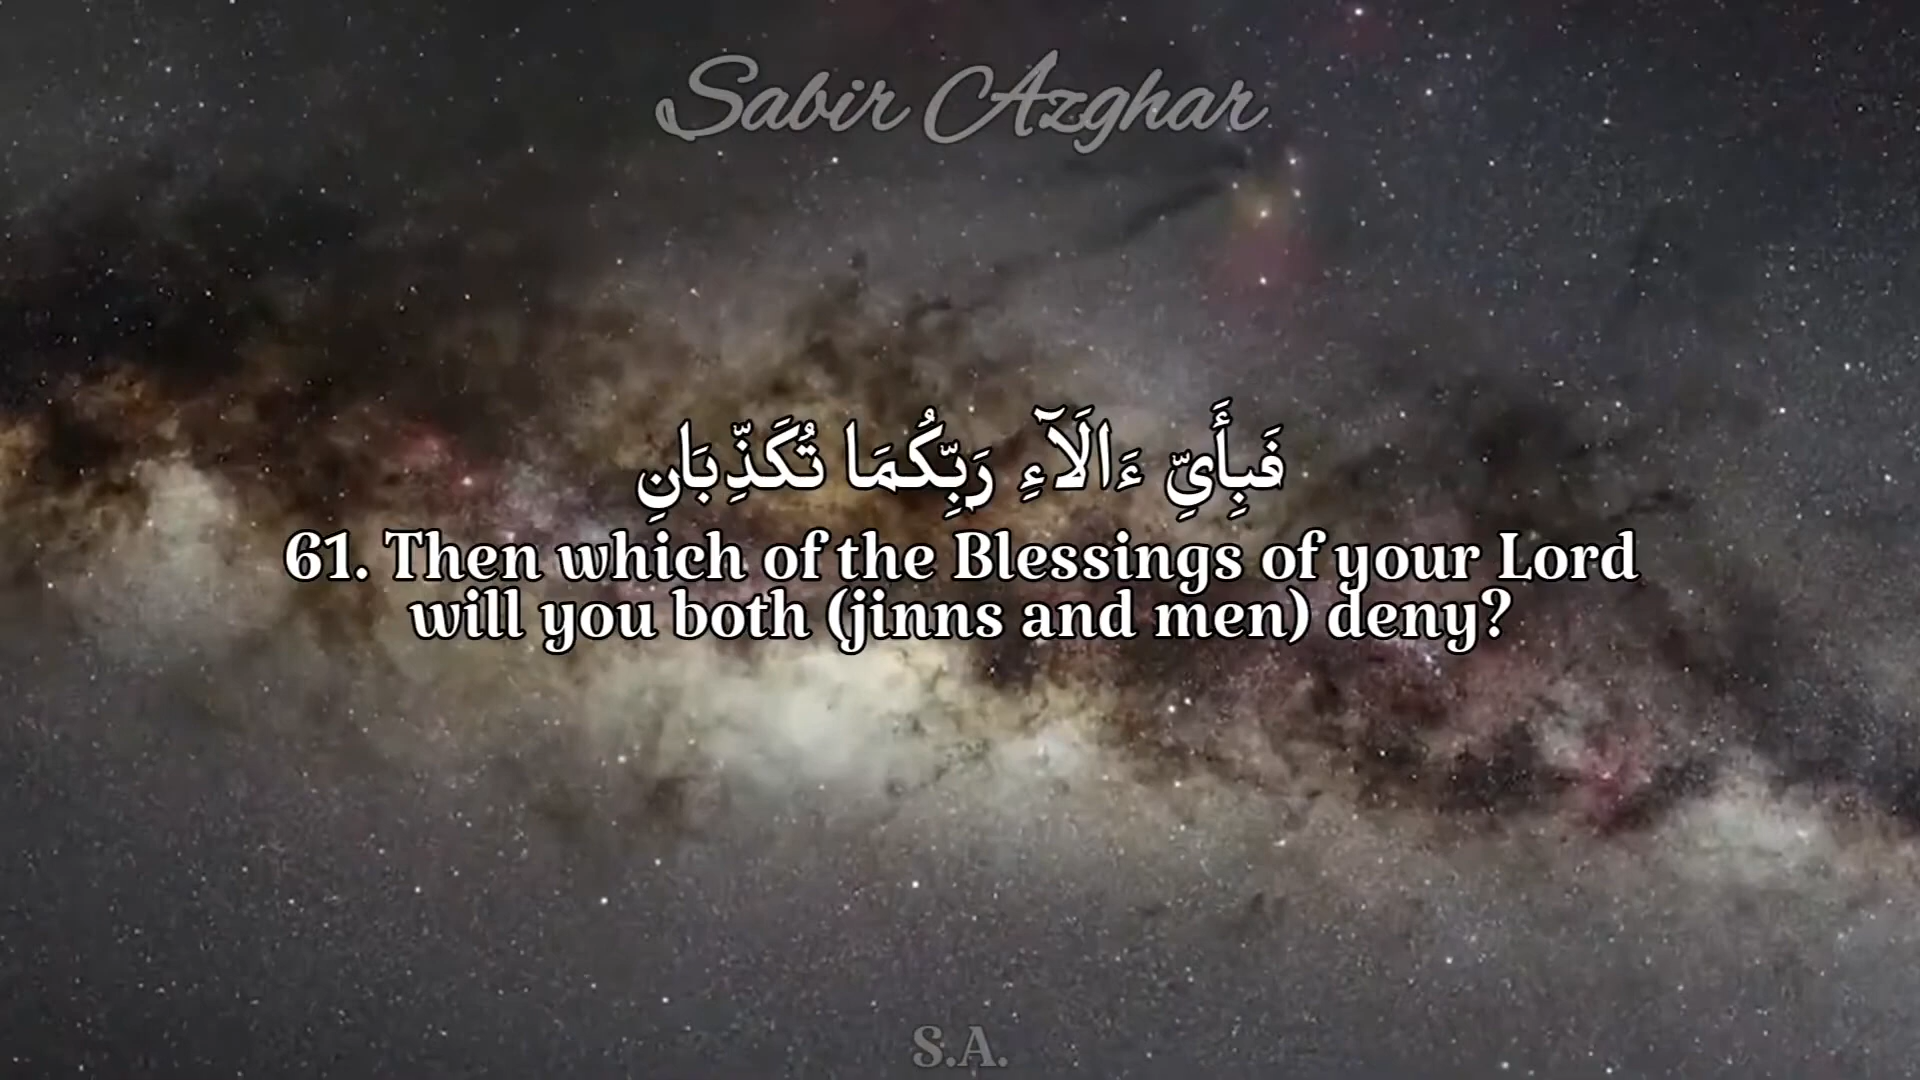 Sabir Azghar
فَبِأَيِّ ءَالَآءِ رَبِّكُمَا تُكَذِّبَانِ
61. Then which of the Blessings of your Lord
will you both (jinns and men) deny?
S.A.